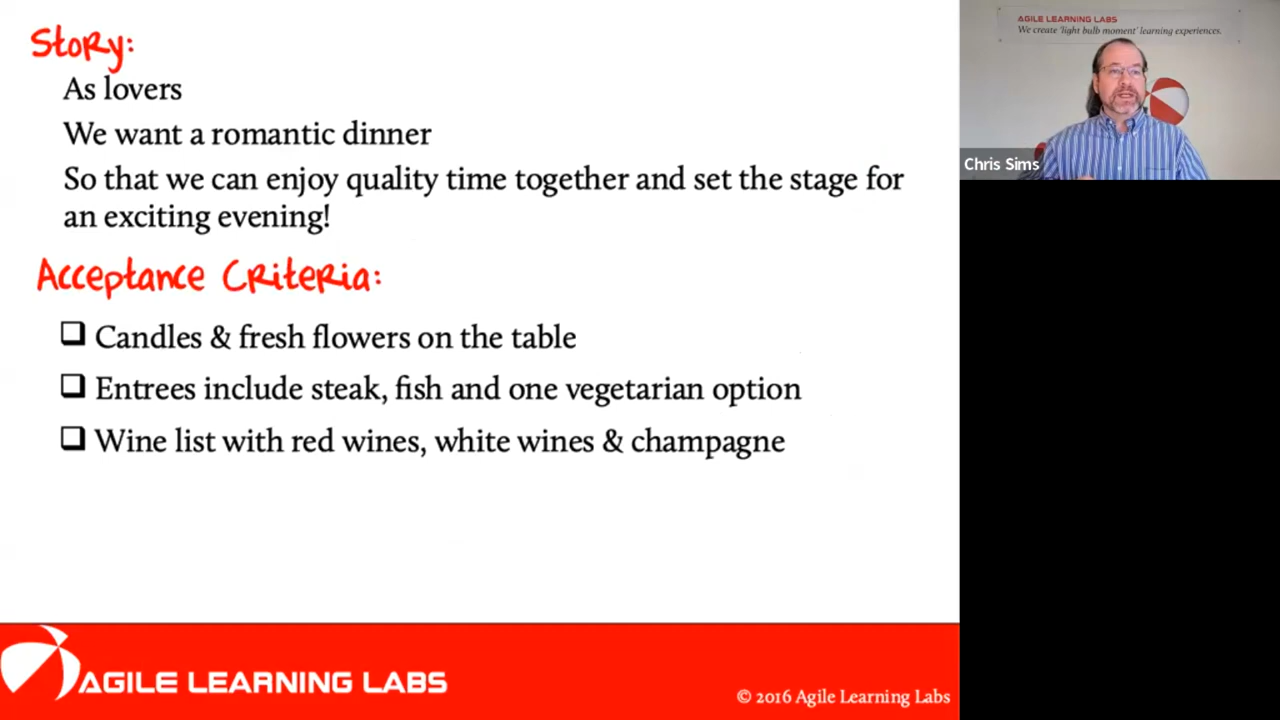 Story:
As lovers
We want a romantic dinner
So that we can enjoy quality time together and set the stage for
an exciting evening!
Acceptance Criteria:
Candles & fresh flowers on the table
Entrees include steak, fish and one vegetarian option
Wine list with red wines, white wines & champagne
AGILE LEARNING LABS
© 2016 Agile Learning Labs
AGILE LEARNING LABS
We create 'light bulb moment' learning experiences.
Chris Sims